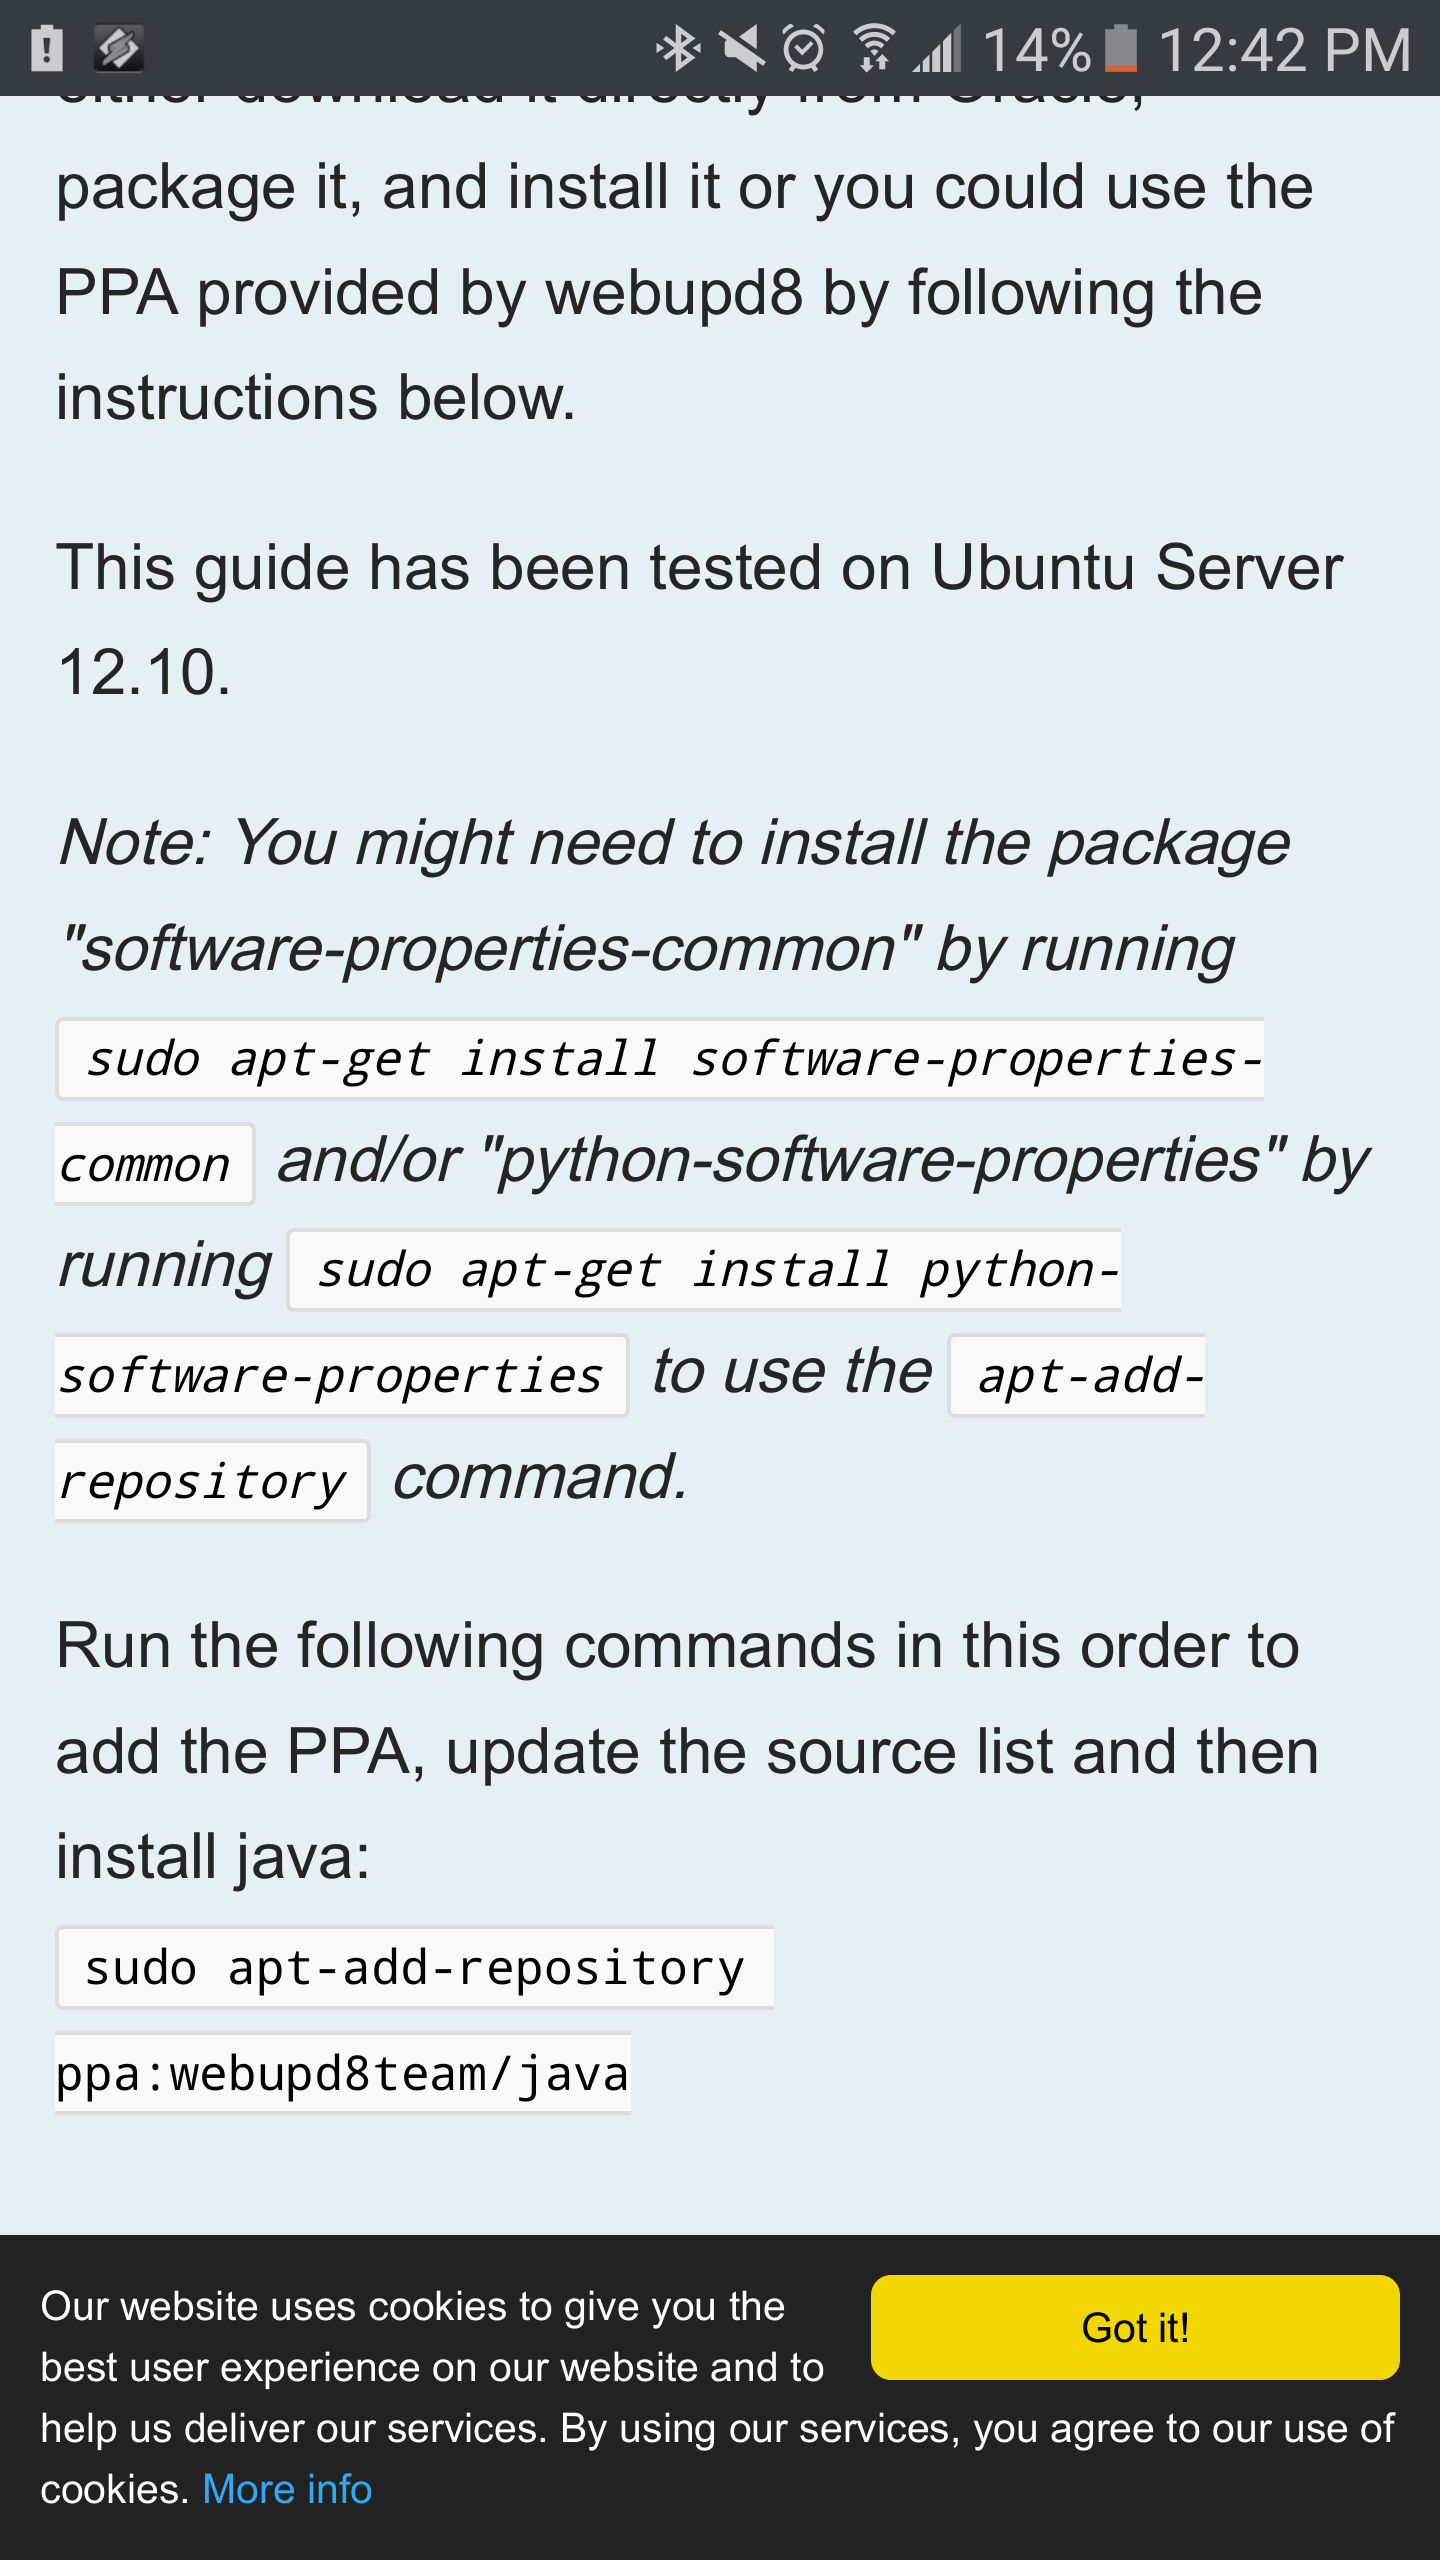 14% 12:42 PM
either download it directly from Oracle,
package it, and install it or you could use the
PPA provided by webupd8 by following the
instructions below.
This guide has been tested on Ubuntu Server
12.10.
Note: You might need to install the package
"software-properties-common" by running
sudo apt-get install software-properties-
common and/or "python-software-properties" by
running sudo apt-get install python-
software-properties to use the apt-add-
repository command.
Run the following commands in this order to
add the PPA, update the source list and then
install java:
sudo apt-add-repository
ppa:webupd8team/java
Our website uses cookies to give you the
best user experience on our website and to
help us deliver our services. By using our services, you agree to our use of
cookies. More info
Got it!